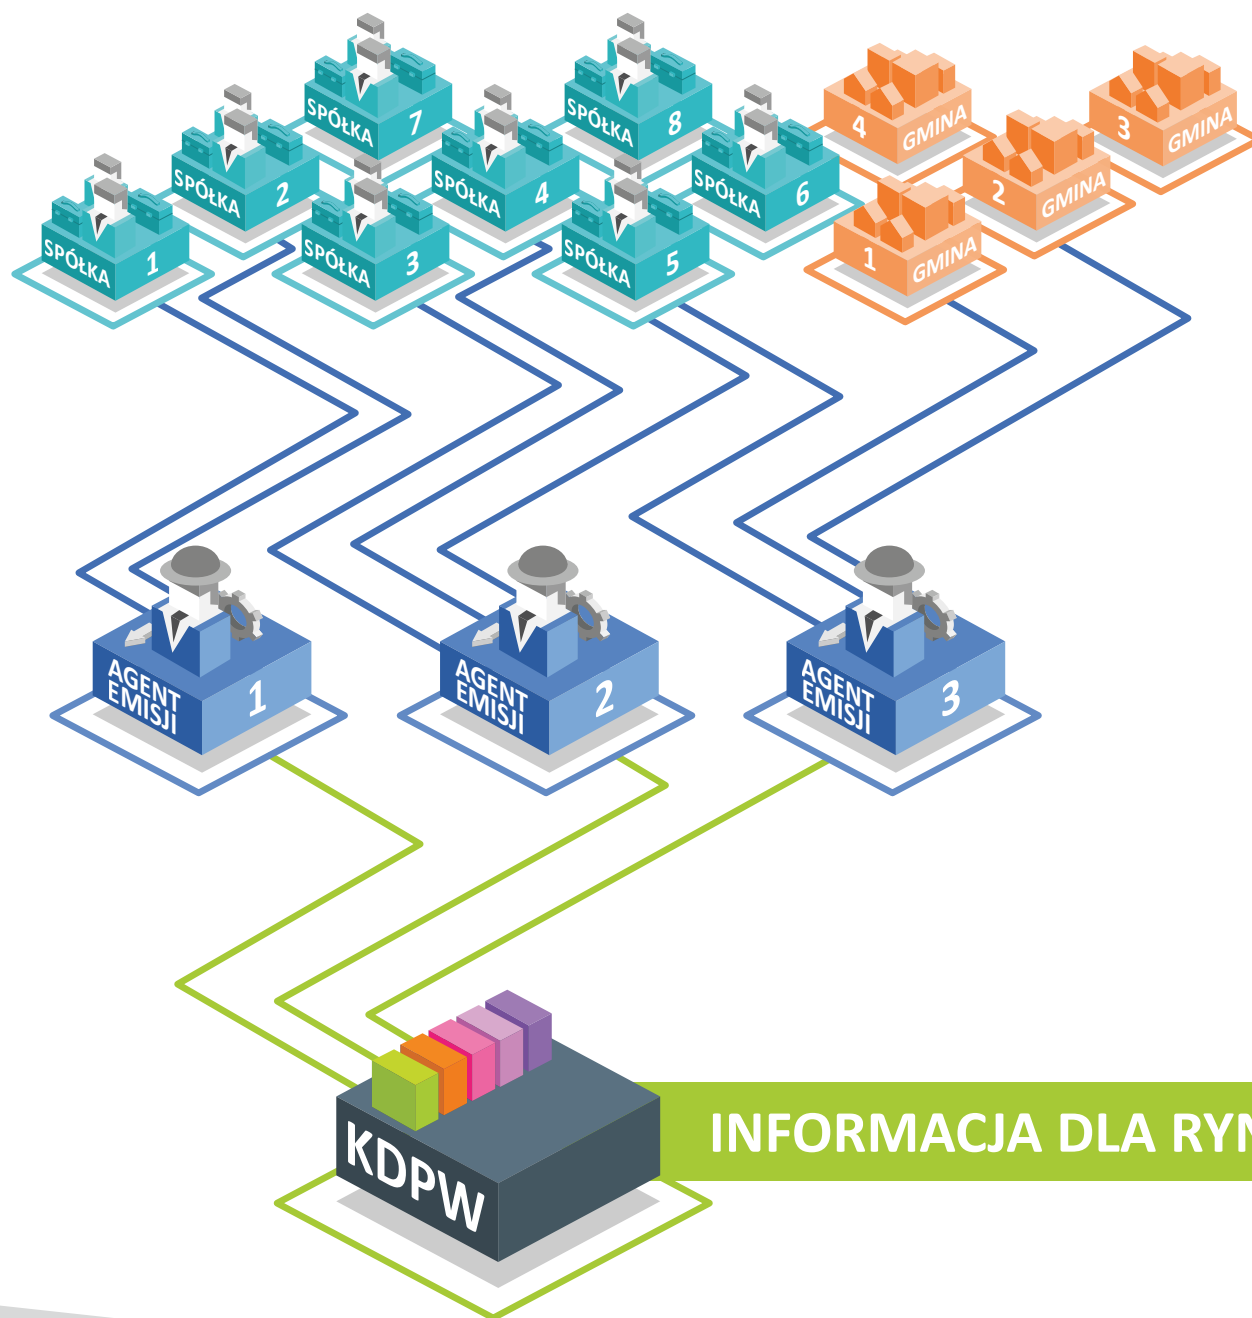 SPÓŁKA 7
SPÓŁKA 8
4 GMINA
3 GMINA
SPÓŁKA 2
SPÓŁKA 4
SPÓŁKA 6
2 GMINA
SPÓŁKA 1
SPÓŁKA 3
SPÓŁKA 5
1 GMINA
AGENT
EMISJI 1
AGENT
EMISJI 2
AGENT
EMISJI 3
KDPW
INFORMACJA DLA RYN